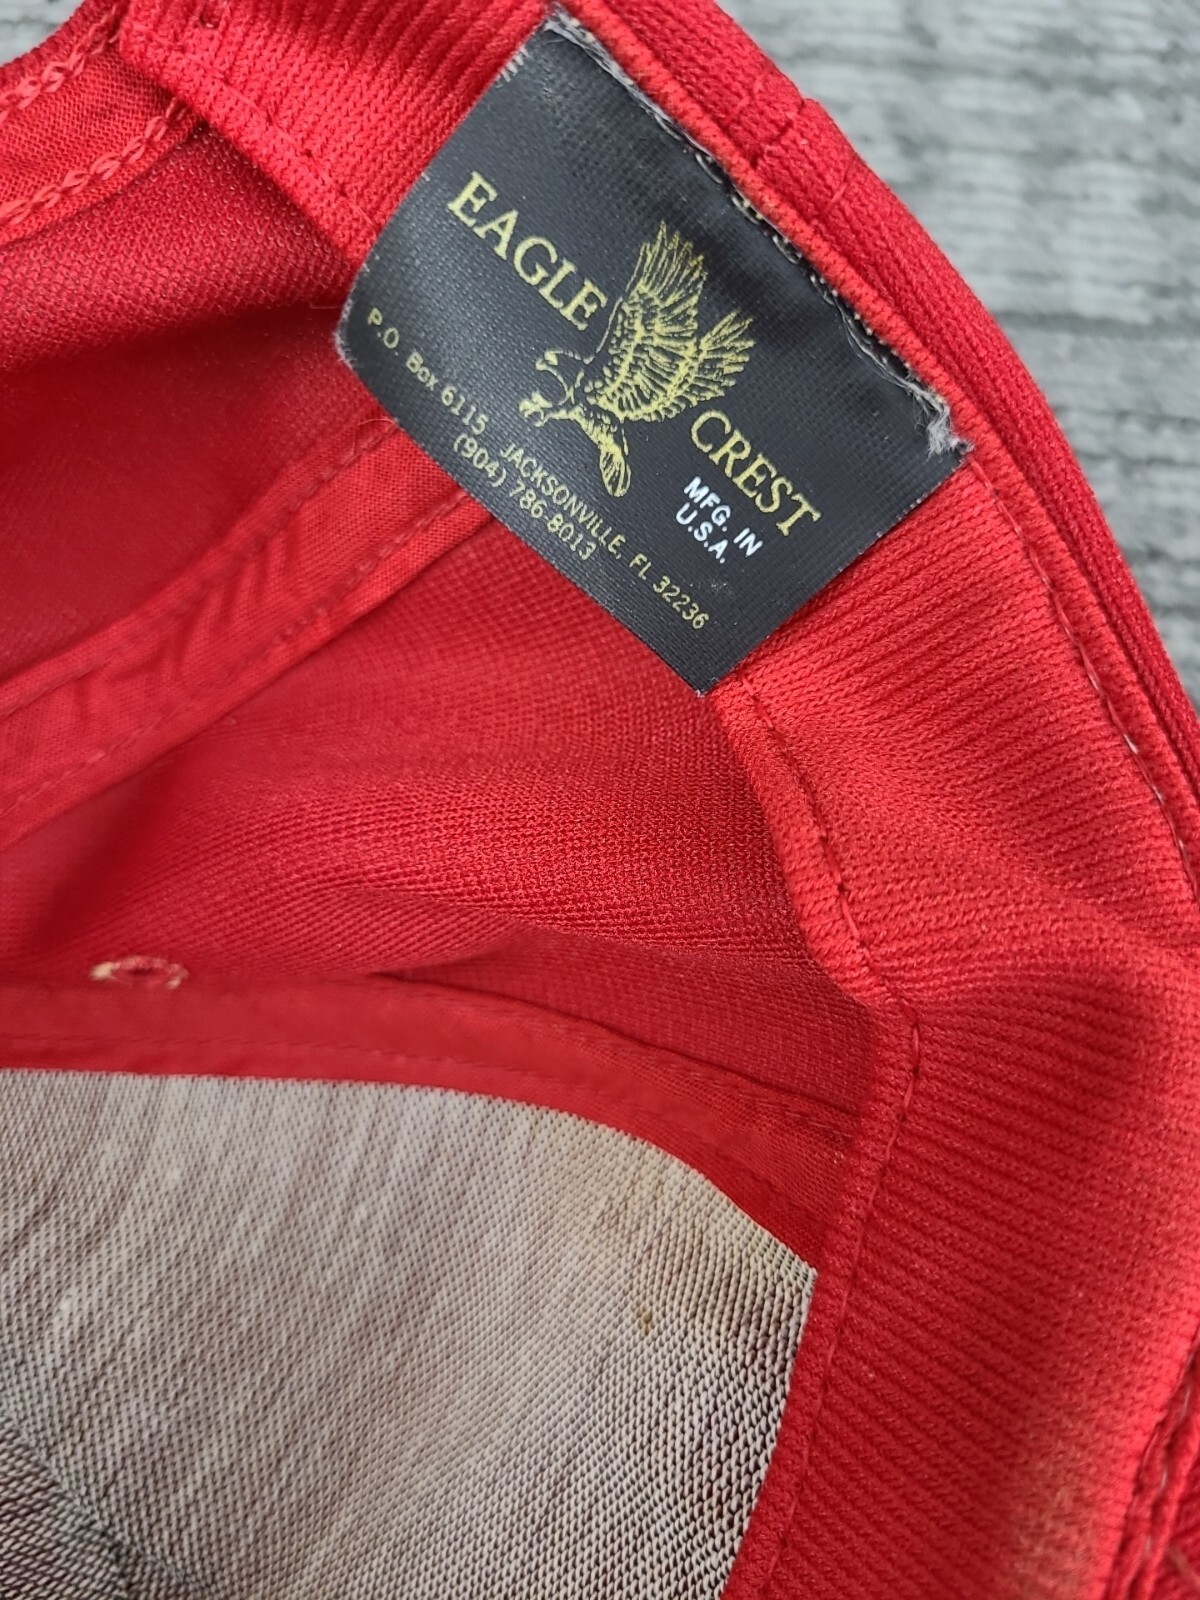 EAGLE CREST
MFG. IN
U.S.A.
P.O. Box 6115 JACKSONVILLE, FL 32236
(904) 786-8013